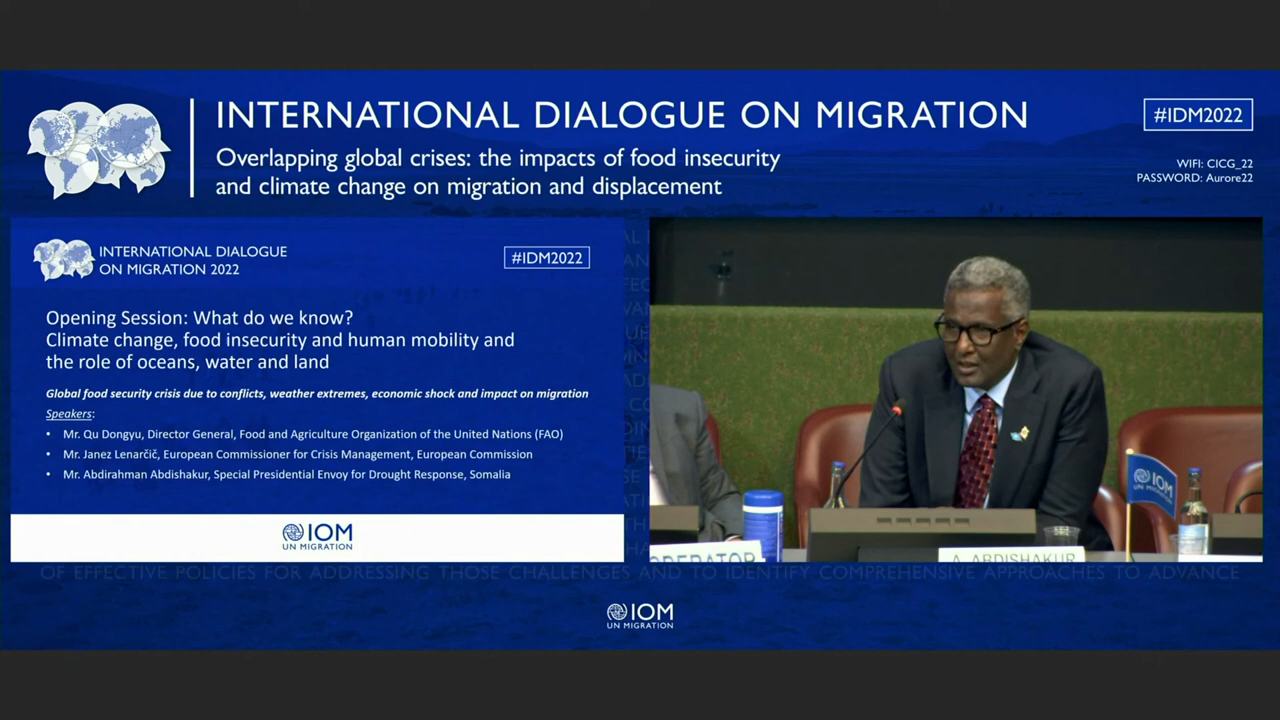 INTERNATIONAL DIALOGUE ON MIGRATION
Overlapping global crises: the impacts of food insecurity
and climate change on migration and displacement
#IDM2022
WIFI: CICG_22
PASSWORD: Aurore22
INTERNATIONAL DIALOGUE
ON MIGRATION 2022
#IDM2022
Opening Session: What do we know?
Climate change, food insecurity and human mobility and
the role of oceans, water and land
Global food security crisis due to conflicts, weather extremes, economic shock and impact on migration
Speakers:
• Mr. Qu Dongyu, Director General, Food and Agriculture Organization of the United Nations (FAO)
• Mr. Janez Lenarčič, European Commissioner for Crisis Management, European Commission
• Mr. Abdirahman Abdishakur, Special Presidential Envoy for Drought Response, Somalia
IOM
UN MIGRATION
IOM
UN MIGRATION
A. ABDISHAKUR
OF EFFECTIVE POLICIES FOR ADDRESSING THOSE CHALLENGES AND TO IDENTIFY COMPREHENSIVE APPROACHES TO ADVANCE
IOM
UN MIGRATION